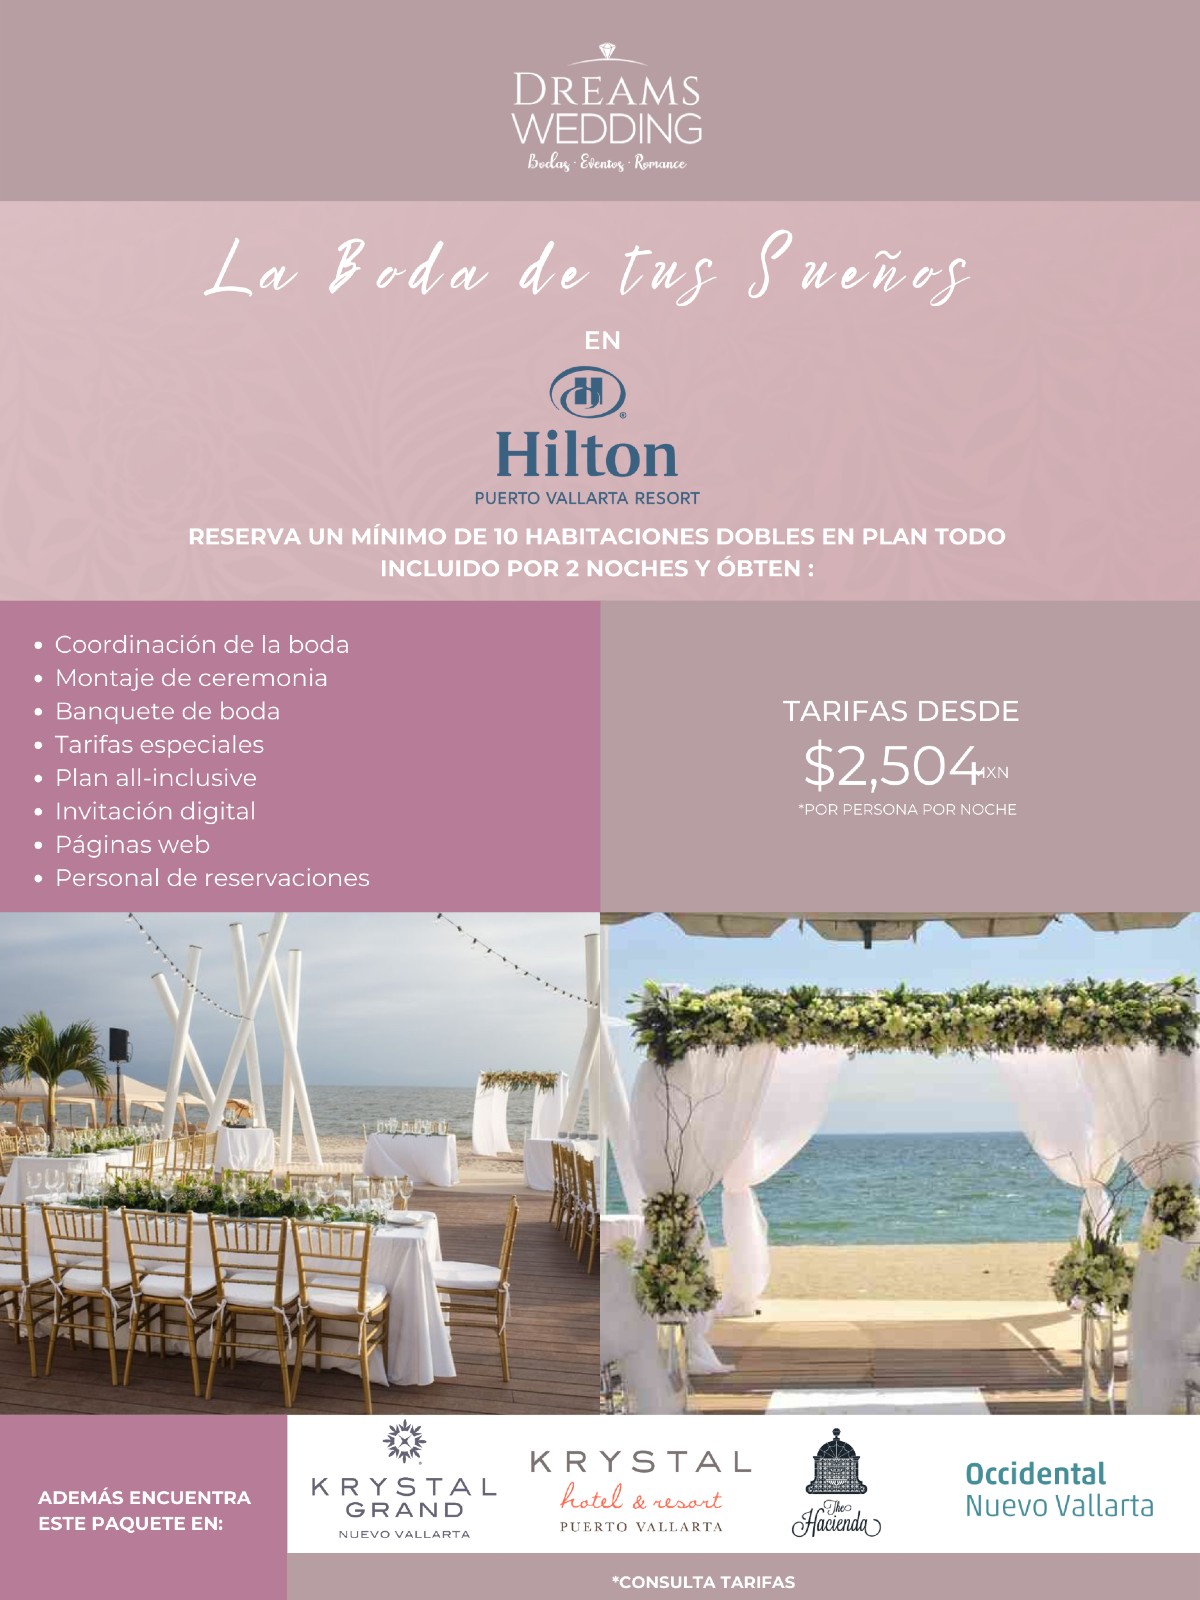 DREAMS
WEDDING
Bodas · Eventos · Romance
La Boda de tus Sueños
EN
H
Hilton
PUERTO VALLARTA RESORT
RESERVA UN MÍNIMO DE 10 HABITACIONES DOBLES EN PLAN TODO
INCLUIDO POR 2 NOCHES Y ÓBTEN :
• Coordinación de la boda
• Montaje de ceremonia
• Banquete de boda
• Tarifas especiales
• Plan all-inclusive
• Invitación digital
• Páginas web
• Personal de reservaciones
TARIFAS DESDE
$2,504 MXN
*POR PERSONA POR NOCHE
ADEMÁS ENCUENTRA
ESTE PAQUETE EN:
KRYSTAL
GRAND
NUEVO VALLARTA
KRYSTAL
hotel & resort
PUERTO VALLARTA
The
Hacienda
Occidental
Nuevo Vallarta
*CONSULTA TARIFAS